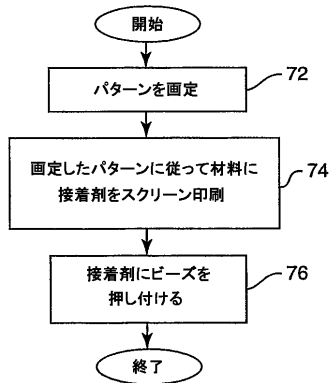 開始
パターンを画定
72
画定したパターンに従って材料に
接着剤をスクリーン印刷
74
接着剤にビーズを
押し付ける
76
終了